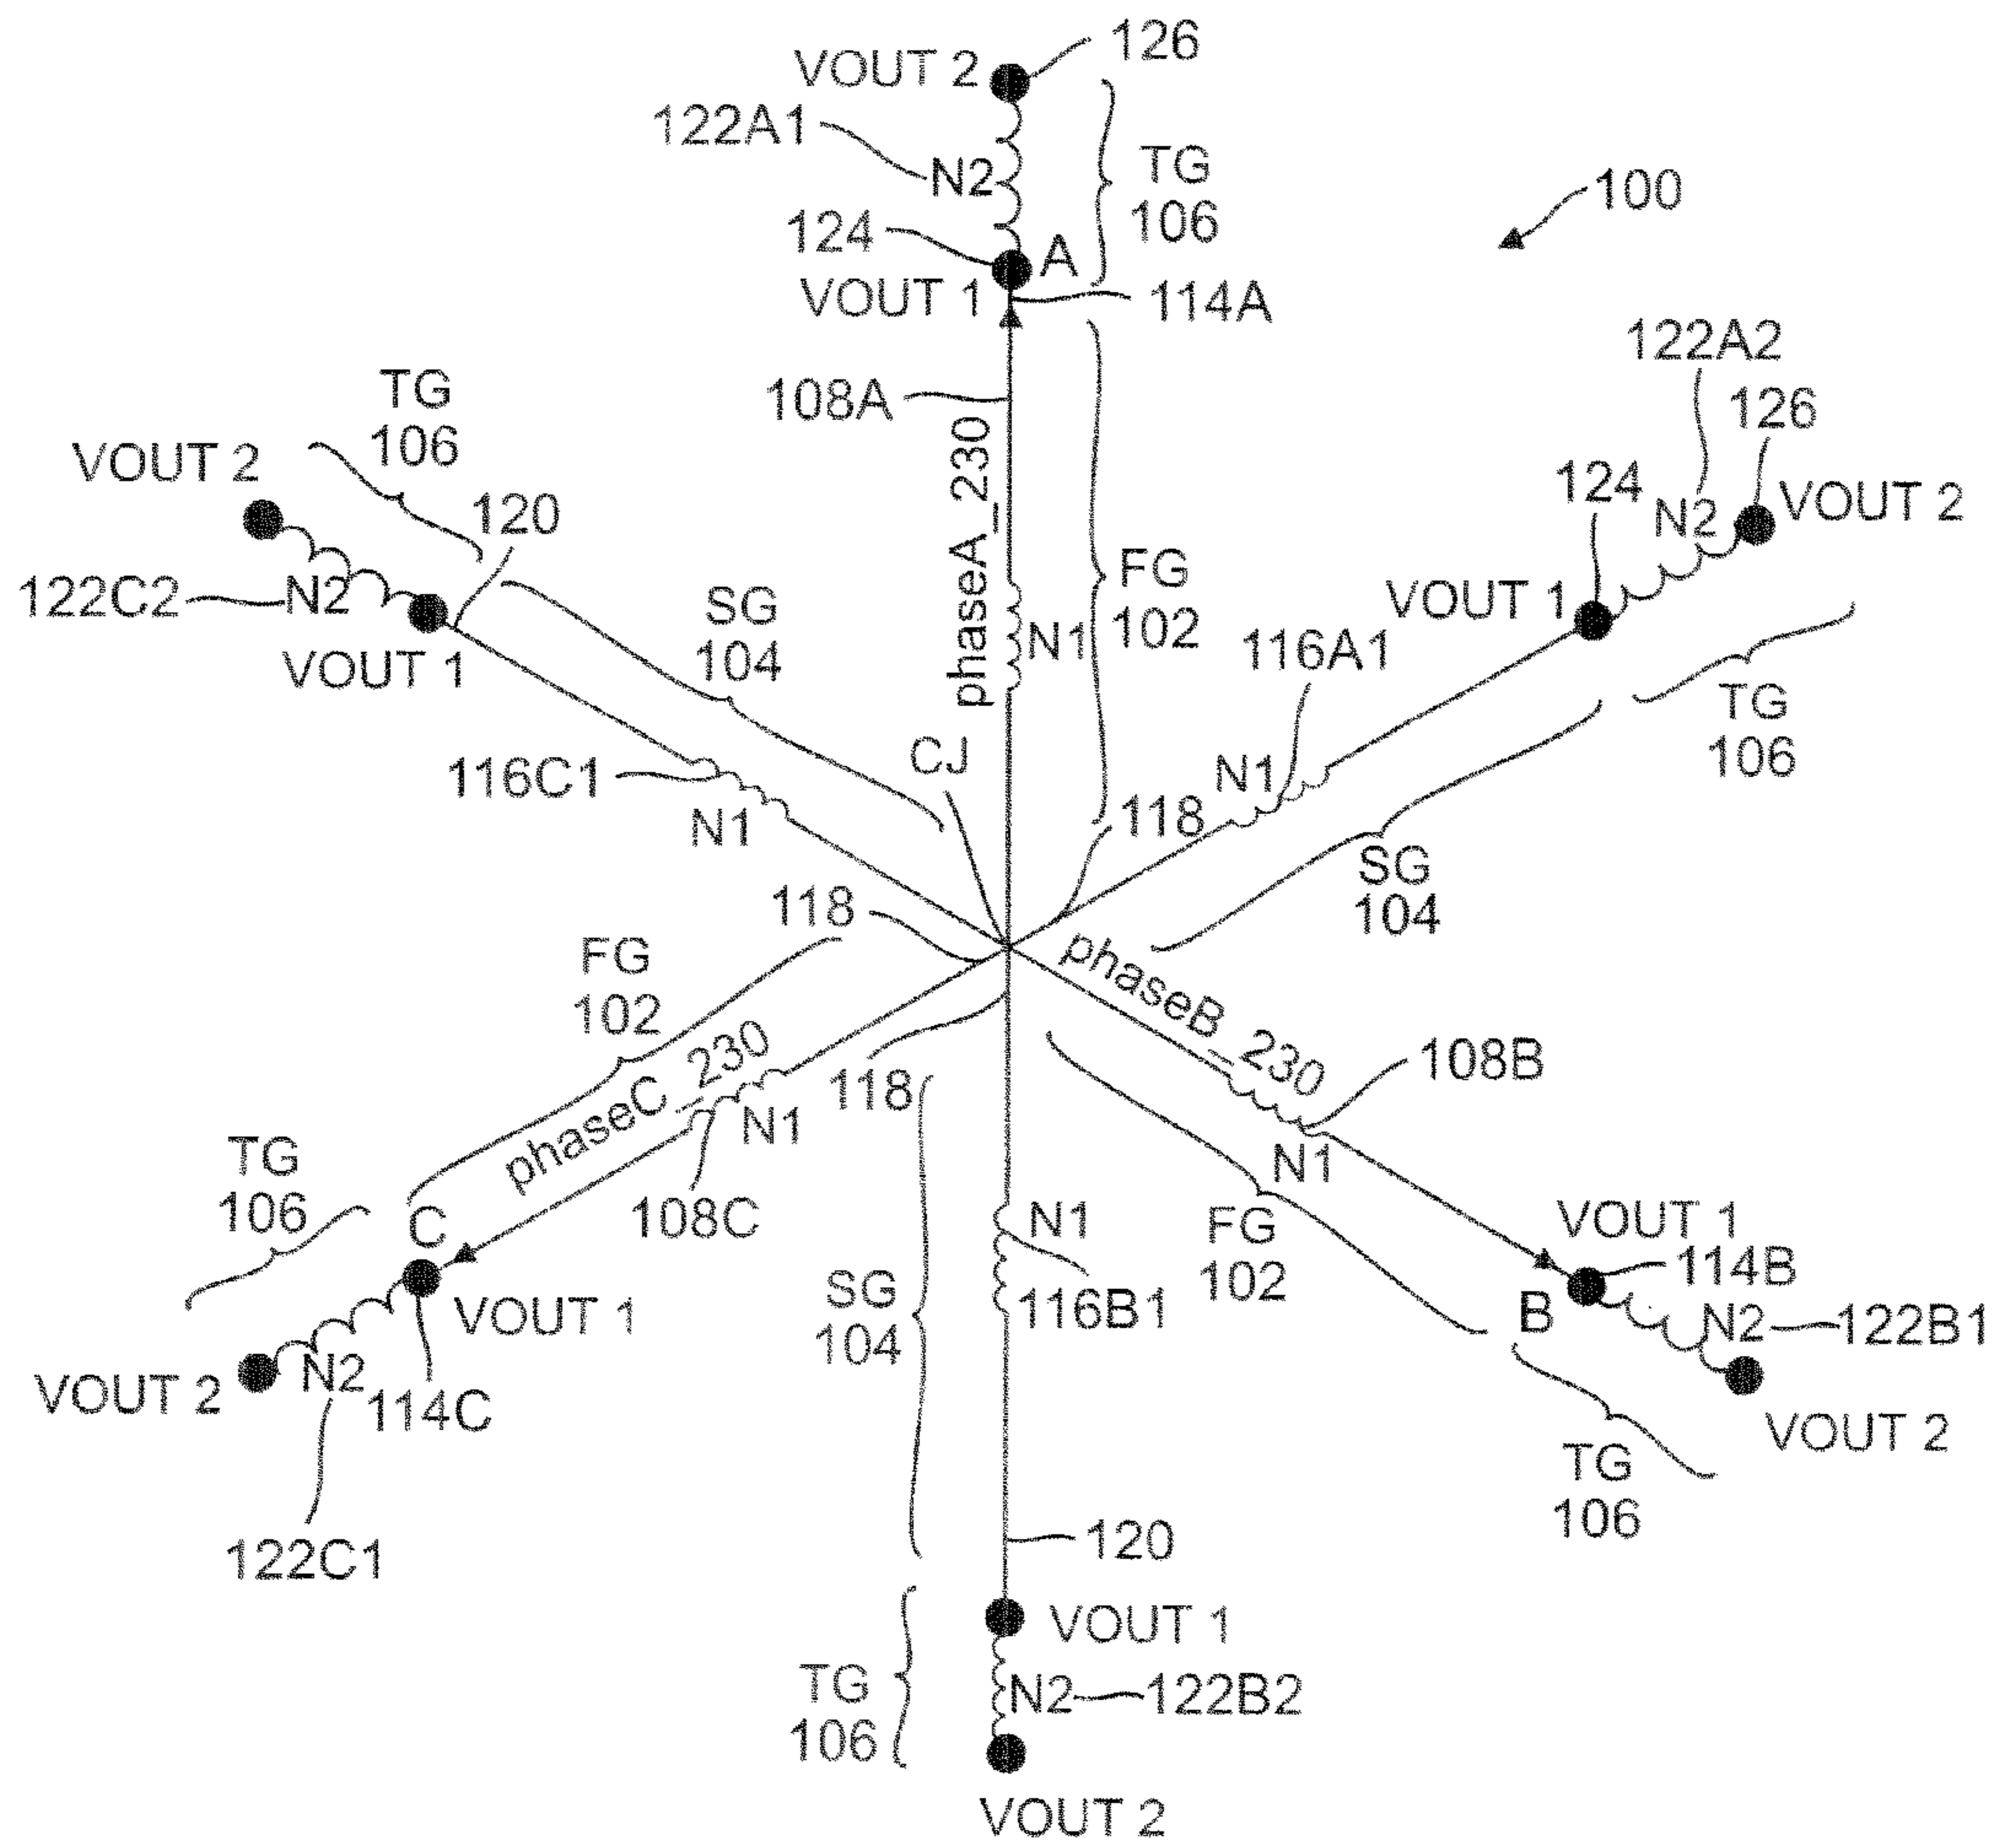 126
VOUT 2
122A1
N2
TG
106
100
124
A
VOUT 1
114A
122A2
126
TG
106
108A
VOUT 2
124
N2
VOUT 2
120
phaseA_230
FG
102
VOUT 1
122C2
N2
SG
104
N1
116A1
VOUT 1
TG
106
CJ
116C1
N1
N1
118
SG
104
118
FG
102
phaseB_230
phaseC_230
118
108B
N1
N1
TG
106
108C
C
N1
FG
102
VOUT 1
114B
SG
104
116B1
B
N2
122B1
VOUT 1
VOUT 2
N2
114C
VOUT 2
TG
106
122C1
120
VOUT 1
TG
106
N2
122B2
VOUT 2